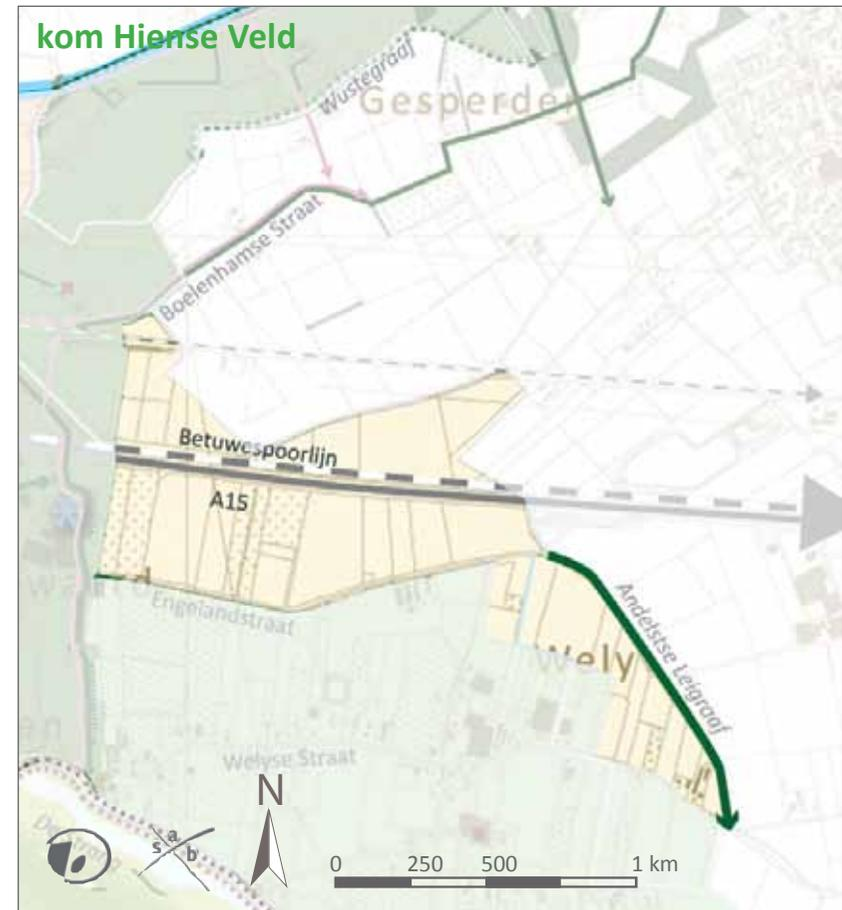 kom Hiense Veld
Wustegraaf
Gesperden
Boelenhamse Straat
Betuwespoorlijn
A15
Engelandstraat
Wely
Andelstse Leigraaf
Welyse Straat
N
s a b
0 250 500 1 km